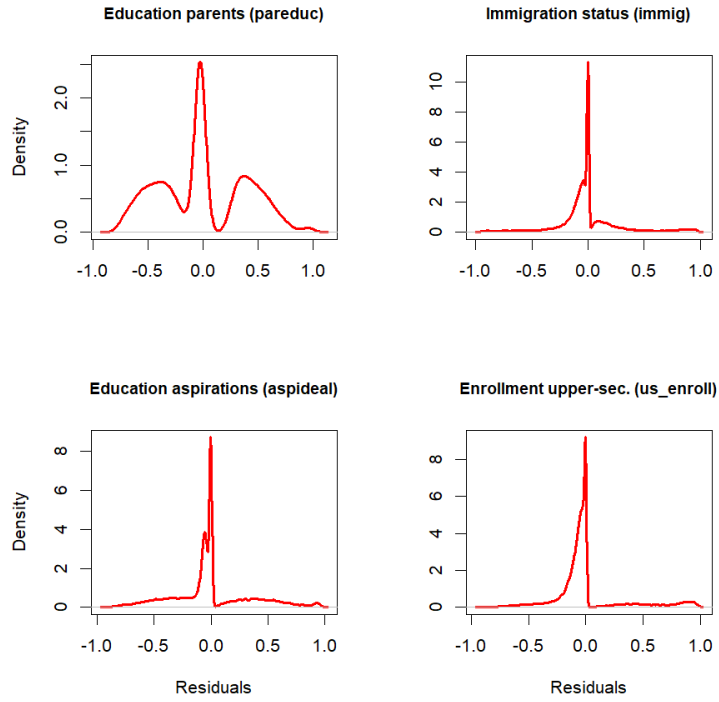 Education parents (pareduc)
Density
2.0
1.0
0.0
-1.0 -0.5 0.0 0.5 1.0
Immigration status (immig)
10
8
6
4
2
0
-1.0 -0.5 0.0 0.5 1.0
Education aspirations (aspideal)
Density
8
6
4
2
0
-1.0 -0.5 0.0 0.5 1.0
Residuals
Enrollment upper-sec. (us_enroll)
8
6
4
2
0
-1.0 -0.5 0.0 0.5 1.0
Residuals